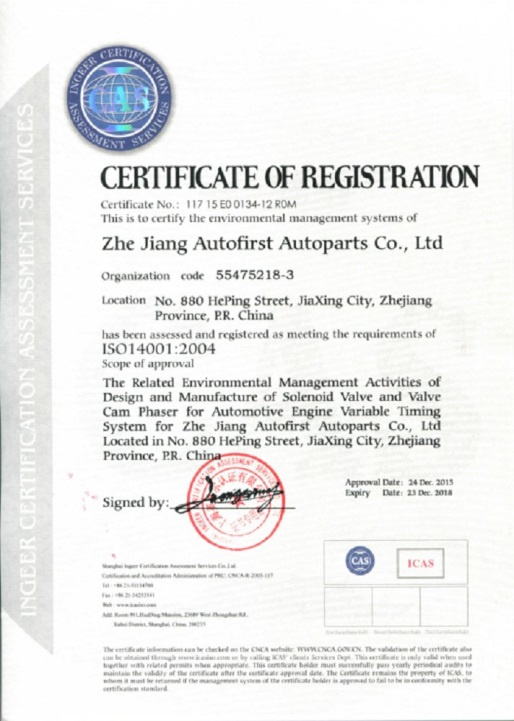 INGEER CERTIFICATION ASSESSMENT SERVICES
INGEER CERTIFICATION
CAS
ASSESSMENT SERVICES
CERTIFICATE OF REGISTRATION
Certificate No.: 117 15 E0 0134-12 R0M
This is to certify the environmental management systems of
Zhe Jiang Autofirst Autoparts Co., Ltd
Organization code 55475218-3
Location No. 880 HePing Street, JiaXing City, Zhejiang
Province, P.R. China
has been assessed and registered as meeting the requirements of
ISO14001:2004
Scope of approval
The Related Environmental Management Activities of
Design and Manufacture of Solenoid Valve and Valve
Cam Phaser for Automotive Engine Variable Timing
System for Zhe Jiang Autofirst Autoparts Co., Ltd
Located in No. 880 HePing Street, JiaXing City, Zhejiang
Province, P.R. China
Approval Date: 24 Dec. 2015
Expiry Date: 23 Dec. 2018
Signed by:
CAS
ICAS
Shanghai Ingeer Certification Assessment Services Co.,Ltd.
Certification and Accreditation Administration of PRC: CNCA-R-2003-117
Tel : +86 21-51114700
Fax : +86 21-
Web : www.icasiso.com
Add: Room HuaDing Mansion, West Zhongshan Rd.,
Xuhui District, Shanghai, China, 200235
The certificate information can be checked on the CNCA website: WWW.CNCA.GOV.CN. The validation of the certificate also
can be obtained through www.icasiso.com or by calling ICAS' clients Services Dept. This certificate is only valid when used
together with related permits when appropriate. This certificate holder must successfully pass yearly periodical audits to
maintain the validity of the certificate after the certificate approval date. The Certificate remains the property of ICAS, to
whom it must be returned if the management system of the certificate holder is approved to fail to be in conformity with the
certification standard.